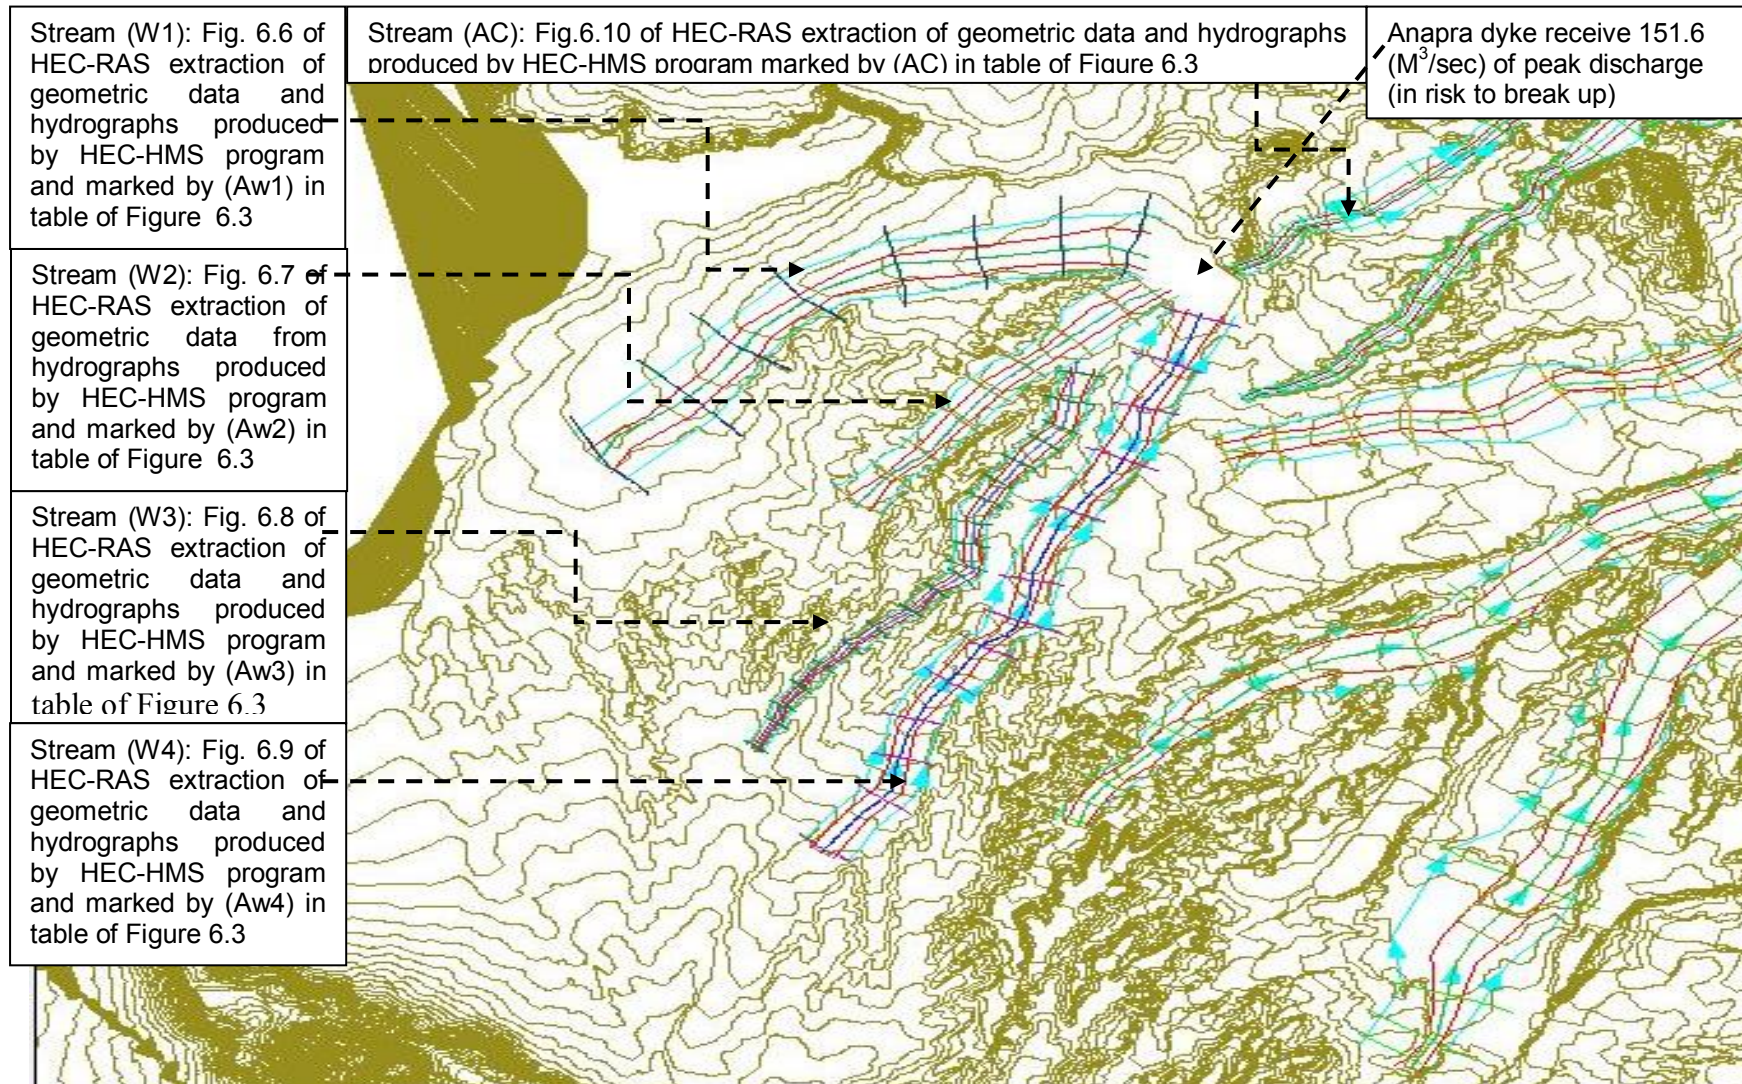 Stream (W1): Fig. 6.6 of
HEC-RAS extraction of
geometric data and
hydrographs produced
by HEC-HMS program
and marked by (Aw1) in
table of Figure 6.3
Stream (AC): Fig.6.10 of HEC-RAS extraction of geometric data and hydrographs
produced by HEC-HMS program marked by (AC) in table of Figure 6.3
Anapra dyke receive 151.6
(M³/sec) of peak discharge
(in risk to break up)
Stream (W2): Fig. 6.7 of
HEC-RAS extraction of
geometric data from
hydrographs produced
by HEC-HMS program
and marked by (Aw2) in
table of Figure 6.3
Stream (W3): Fig. 6.8 of
HEC-RAS extraction of
geometric data and
hydrographs produced
by HEC-HMS program
and marked by (Aw3) in
table of Figure 6.3
Stream (W4): Fig. 6.9 of
HEC-RAS extraction of
geometric data and
hydrographs produced
by HEC-HMS program
and marked by (Aw4) in
table of Figure 6.3